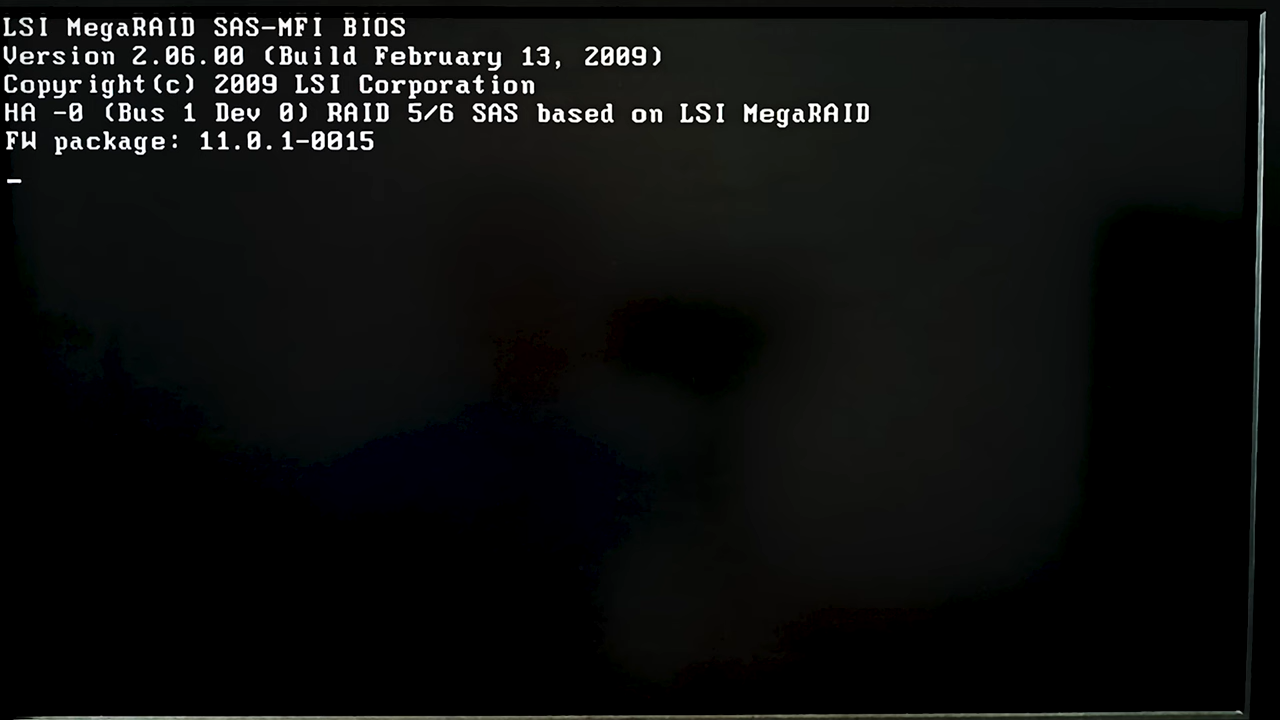 LSI MegaRAID SAS-MFI BIOS
Version 2.06.00 (Build February 13, 2009)
Copyright(c) 2009 LSI Corporation
HA -0 (Bus 1 Dev 0) RAID 5/6 SAS based on LSI MegaRAID
FW package: 11.0.1-0015